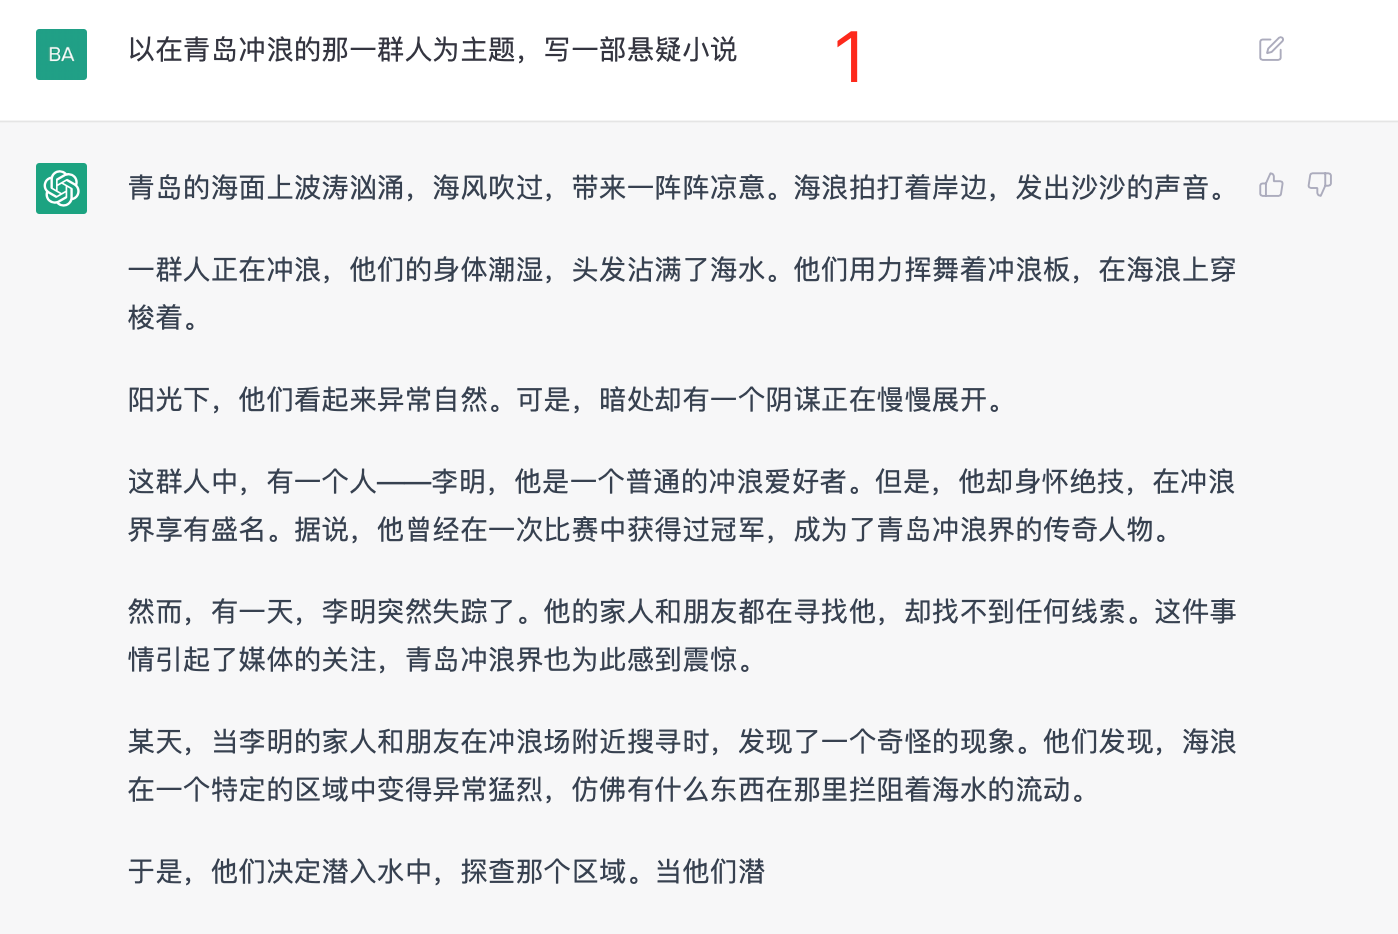 BA
以在青岛冲浪的那一群人为主题，写一部悬疑小说
1
青岛的海面上波涛汹涌，海风吹过，带来一阵阵凉意。海浪拍打着岸边，发出沙沙的声音。
一群人正在冲浪，他们的身体潮湿，头发沾满了海水。他们用力挥舞着冲浪板，在海浪上穿
梭着。
阳光下，他们看起来异常自然。可是，暗处却有一个阴谋正在慢慢展开。
这群人中，有一个人——李明，他是一个普通的冲浪爱好者。但是，他却身怀绝技，在冲浪
界享有盛名。据说，他曾经在一次比赛中获得过冠军，成为了青岛冲浪界的传奇人物。
然而，有一天，李明突然失踪了。他的家人和朋友都在寻找他，却找不到任何线索。这件事
情引起了媒体的关注，青岛冲浪界也为此感到震惊。
某天，当李明的家人和朋友在冲浪场附近搜寻时，发现了一个奇怪的现象。他们发现，海浪
在一个特定的区域中变得异常猛烈，仿佛有什么东西在那里拦阻着海水的流动。
于是，他们决定潜入水中，探查那个区域。当他们潜